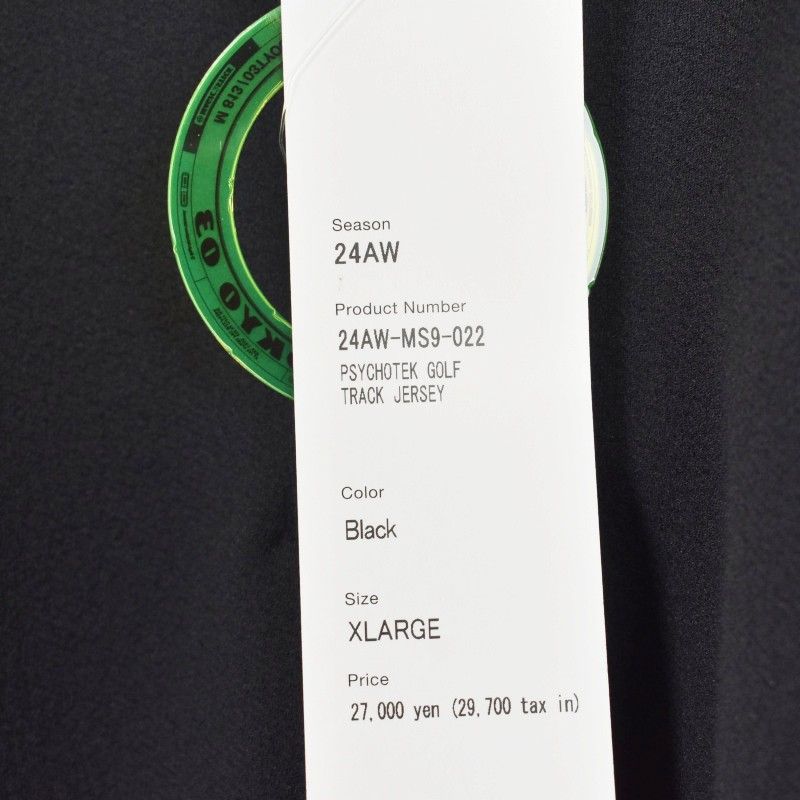 Season
24AW
Product Number
24AW-MS9-022
PSYCHOTEK GOLF
TRACK JERSEY
Color
Black
Size
XLARGE
Price
27,000 yen (29,700 tax in)